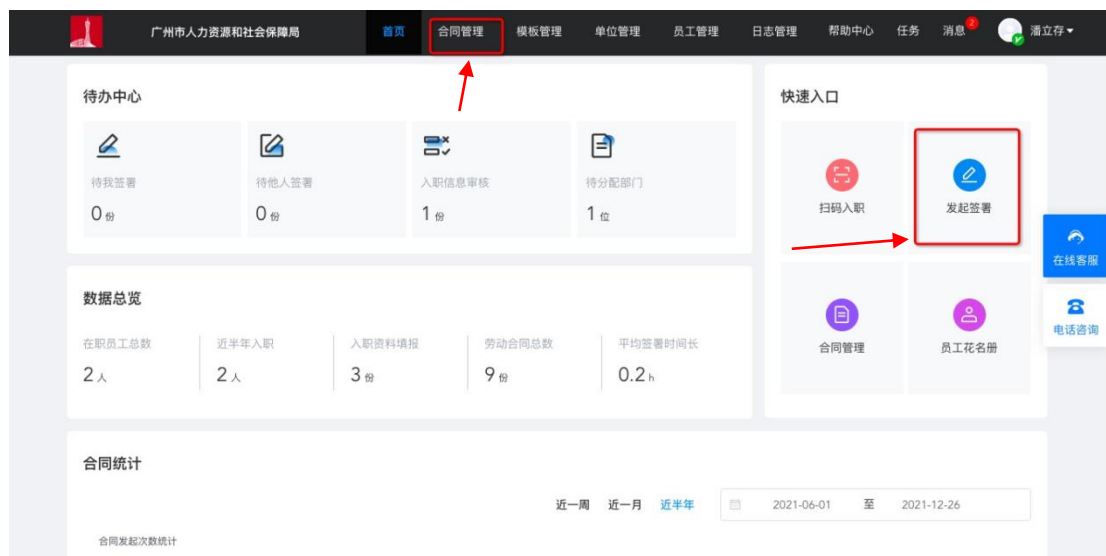 广州市人力资源和社会保障局 首页 合同管理 模板管理 单位管理 员工管理 日志管理 帮助中心 任务 消息 2 潘立存
待办中心
待我签署 待他人签署 入职信息审核 待分配部门
0 份 0 份 1 份 1 位
快速入口
扫码入职 发起签署
合同管理 员工花名册
在线客服
电话咨询
数据总览
在职员工总数 近半年入职 入职资料填报 劳动合同总数 平均签署时间长
2 人 2 人 3 份 9 份 0.2 h
合同统计
近一周 近一月 近半年 2021-06-01 至 2021-12-26
合同发起次数统计